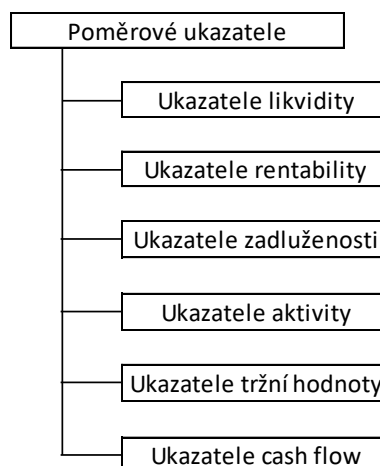 Poměrové ukazatele
Ukazatele likvidity
Ukazatele rentability
Ukazatele zadluženosti
Ukazatele aktivity
Ukazatele tržní hodnoty
Ukazatele cash flow